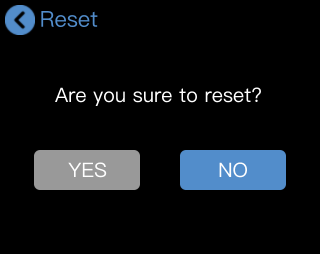 Reset
Are you sure to reset?
YES
NO